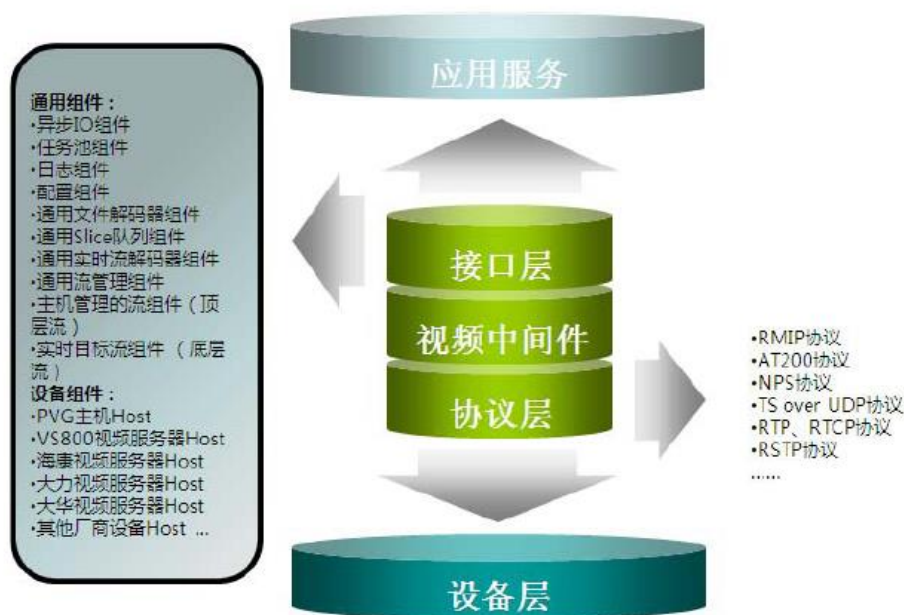 应用服务
通用组件：
·异步IO组件
·任务池组件
·日志组件
·配置组件
·通用文件解码器组件
·通用Slice队列组件
·通用实时流解码器组件
·通用流管理组件
·主机管理的流组件（顶
层流）
·实时目标流组件 （底层
流）
设备组件：
·PVG主机Host
·VS800视频服务器Host
·海康视频服务器Host
·大力视频服务器Host
·大华视频服务器Host
·其他厂商设备Host ...
接口层
视频中间件
协议层
•RMIP协议
•AT200协议
•NPS协议
•TS over UDP协议
•RTP、RTCP协议
•RSTP协议
......
设备层